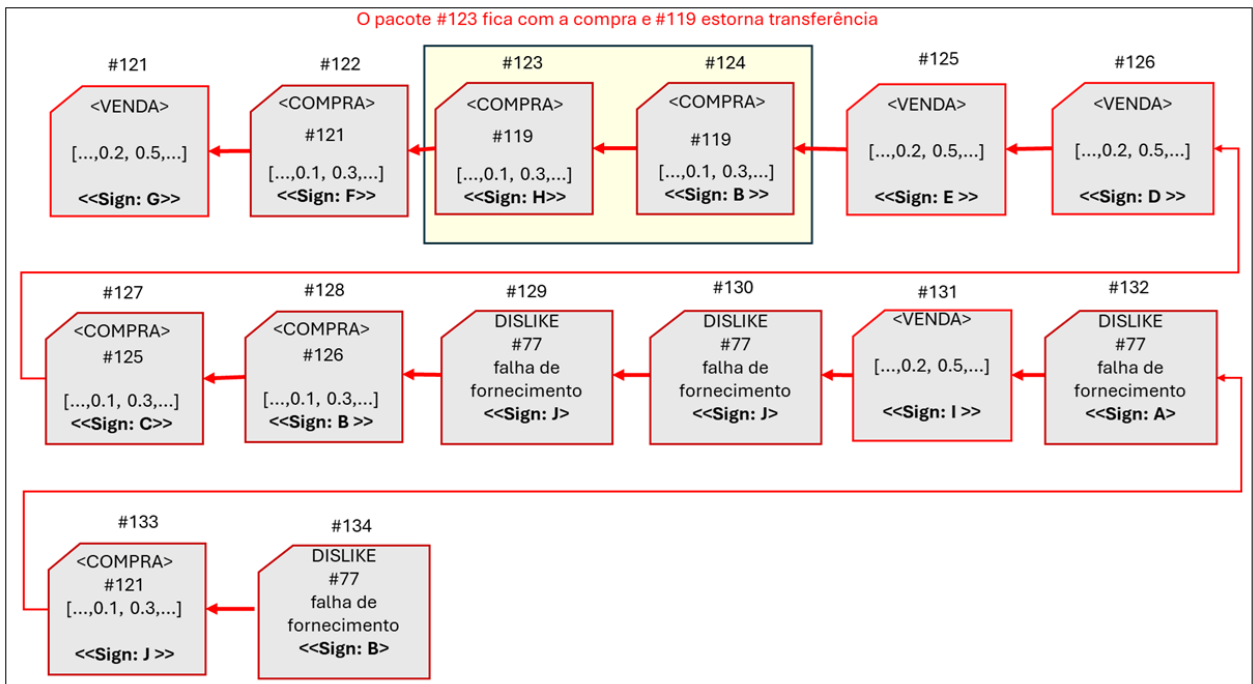 O pacote #123 fica com a compra e #119 estorna transferência
#121
<VENDA>
[...,0.2, 0.5,...]
<<Sign: G>>
#122
<COMPRA>
#121
[...,0.1, 0.3,...]
<<Sign: F>>
#123
<COMPRA>
#119
[...,0.1, 0.3,...]
<<Sign: H>>
#124
<COMPRA>
#119
[...,0.1, 0.3,...]
<<Sign: B >>
#125
<VENDA>
[...,0.2, 0.5,...]
<<Sign: E >>
#126
<VENDA>
[...,0.2, 0.5,...]
<<Sign: D >>
#127
<COMPRA>
#125
[...,0.1, 0.3,...]
<<Sign: C>>
#128
<COMPRA>
#126
[...,0.1, 0.3,...]
<<Sign: B >>
#129
DISLIKE
#77
falha de
fornecimento
<<Sign: J>
#130
DISLIKE
#77
falha de
fornecimento
<<Sign: J>
#131
<VENDA>
[...,0.2, 0.5,...]
<<Sign: I >>
#132
DISLIKE
#77
falha de
fornecimento
<<Sign: A>
#133
<COMPRA>
#121
[...,0.1, 0.3,...]
<<Sign: J >>
#134
DISLIKE
#77
falha de
fornecimento
<<Sign: B>